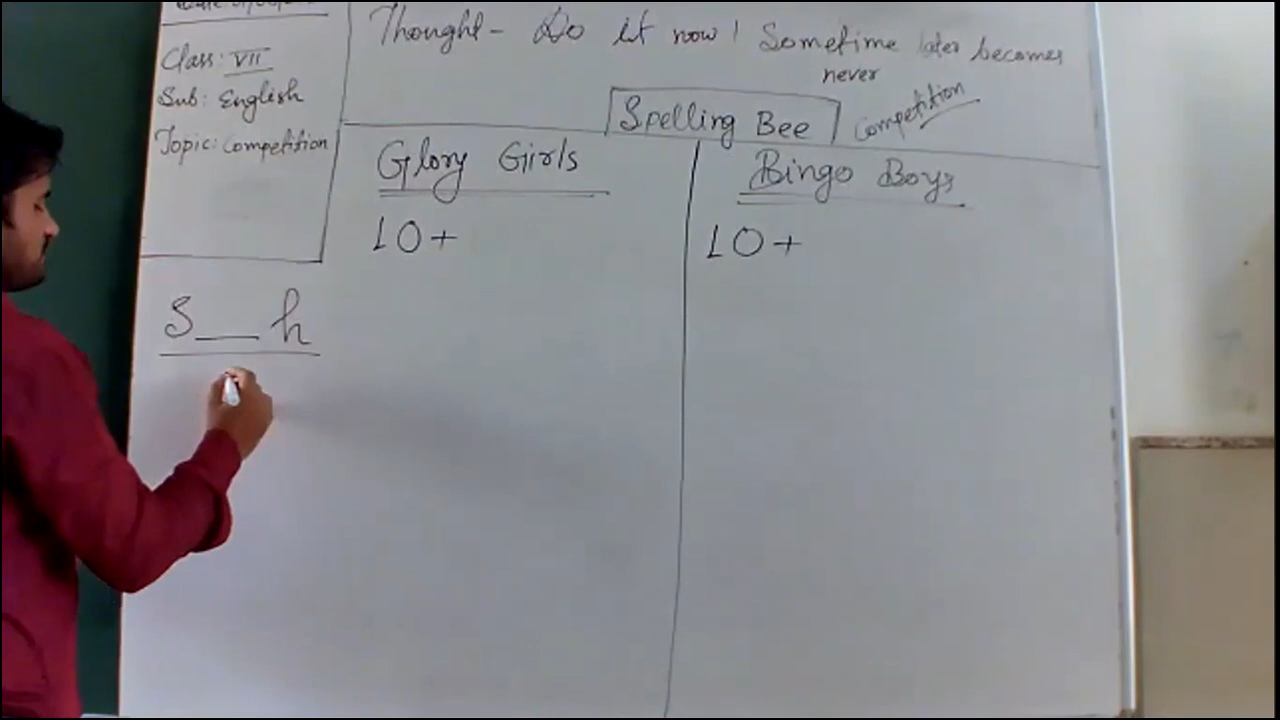 Class: VII
Sub: English
Topic: Competition
Thought - Do it now! Sometime later becomes
never
Spelling Bee
Competition
Glory Girls
Bingo Boys
10+
10+
S__ h